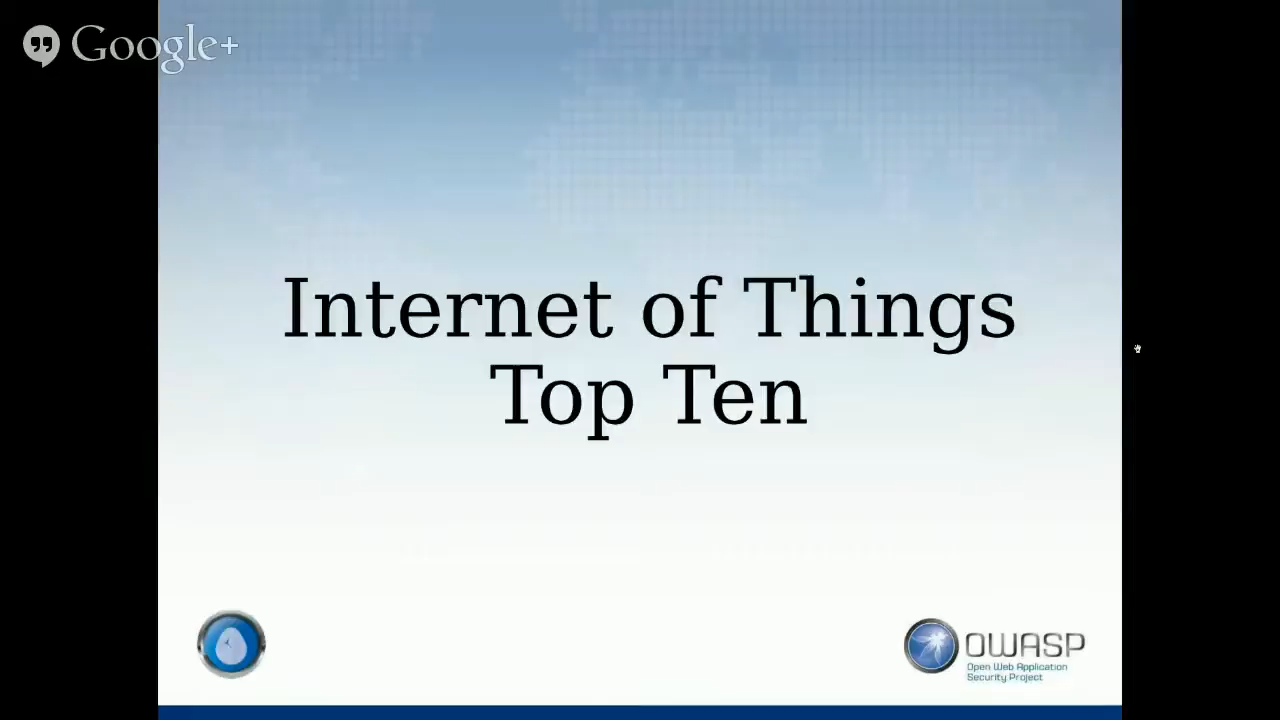 Google+
Internet of Things
Top Ten
OWASP
Open Web Application
Security Project